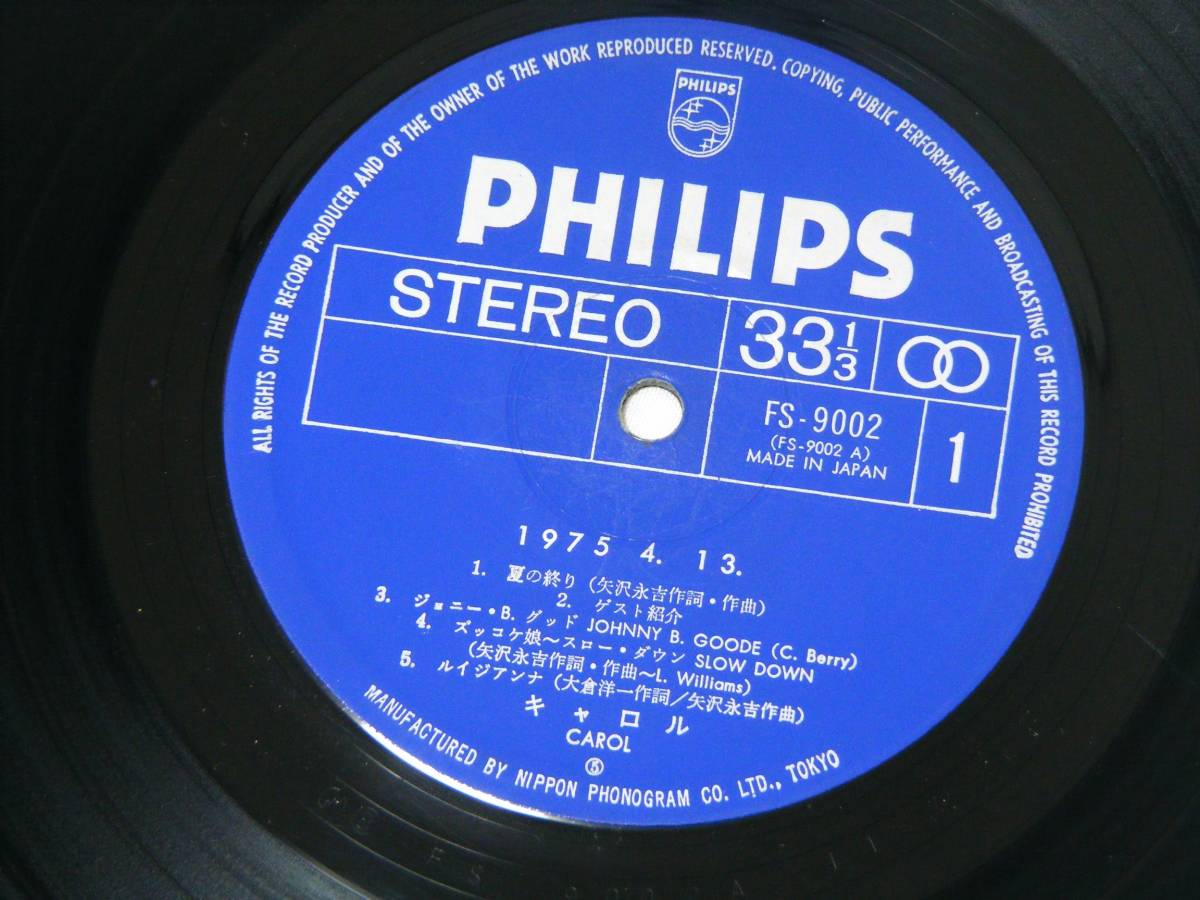 ALL RIGHTS OF THE RECORD PRODUCER AND OF THE OWNER OF THE WORK REPRODUCED RESERVED. COPYING, PUBLIC PERFORMANCE AND BROADCASTING OF THIS RECORD PROHIBITED
PHILIPS
PHILIPS
STEREO
33 1/3
FS-9002
(FS-9002 A)
MADE IN JAPAN
1
1975 4. 13.
1. 夏の終り (矢沢永吉作詞・作曲)
2. ゲスト紹介
3. ジョニー・B. グッド JOHNNY B. GOODE (C. Berry)
4. ズッコケ娘〜スロー・ダウン SLOW DOWN
(矢沢永吉作詞・作曲〜L. Williams)
5. ルイジアンナ (大倉洋一作詞/矢沢永吉作曲)
キャロル
CAROL
⑤
MANUFACTURED BY NIPPON PHONOGRAM CO. LTD., TOKYO